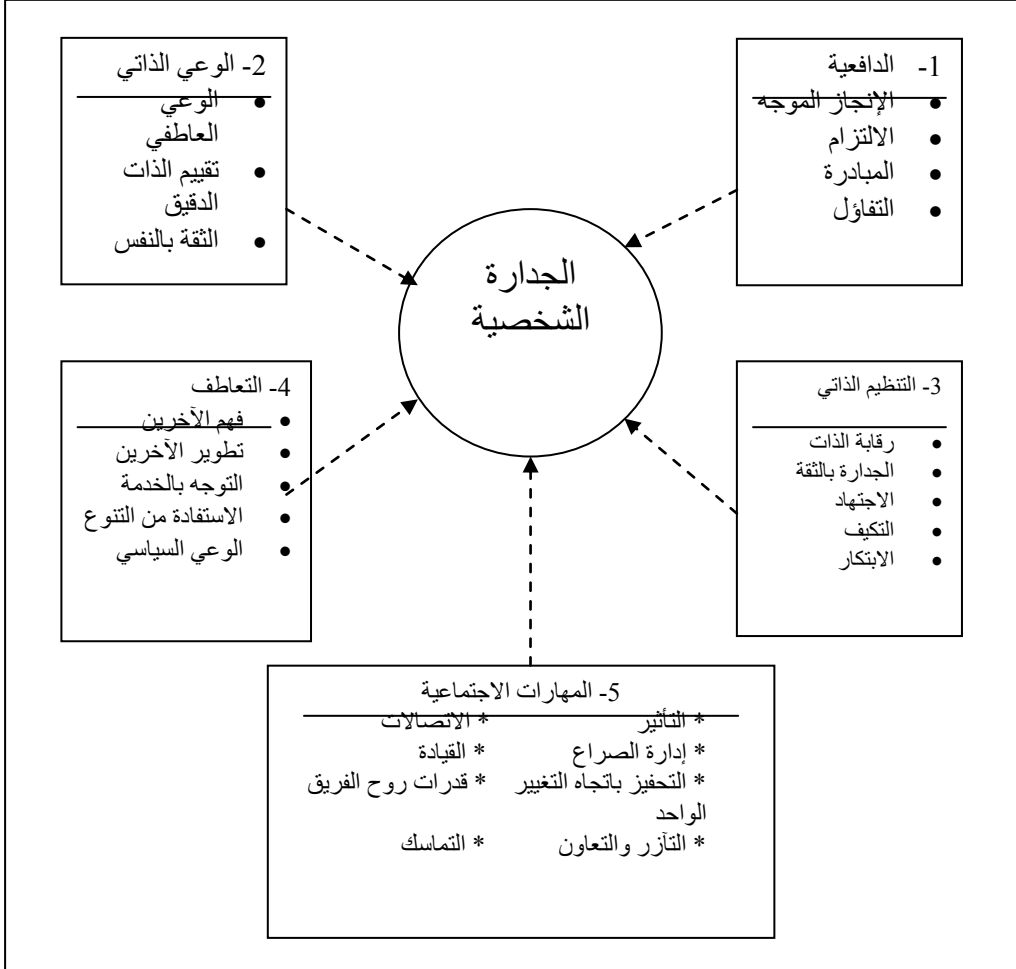 1- الدافعية
• الإنجاز الموجه
• الالتزام
• المبادرة
• التفاؤل
2- الوعي الذاتي
• الوعي
العاطفي
• تقييم الذات
الدقيق
• الثقة بالنفس
الجدارة
الشخصية
3- التنظيم الذاتي
• رقابة الذات
• الجدارة بالثقة
• الاجتهاد
• التكيف
• الابتكار
4- التعاطف
• فهم الآخرين
• تطوير الآخرين
• التوجه بالخدمة
• الاستفادة من التنوع
• الوعي السياسي
5- المهارات الاجتماعية
* التأثير * الاتصالات
* إدارة الصراع * القيادة
* التحفيز باتجاه التغيير * قدرات روح الفريق
الواحد
* التآزر والتعاون * التماسك